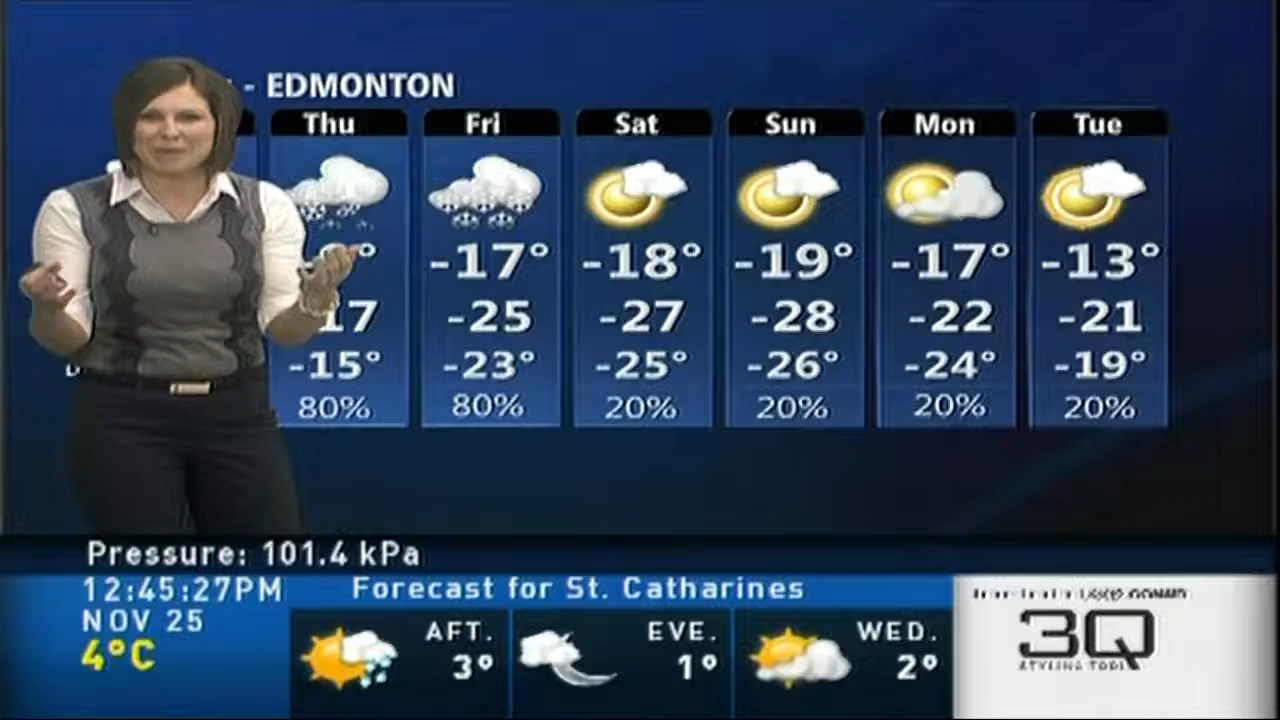 - EDMONTON
Thu Fri Sat Sun Mon Tue
-17° -18° -19° -17° -13°
17 -25 -27 -28 -22 -21
-15° -23° -25° -26° -24° -19°
80% 80% 20% 20% 20% 20%
Pressure: 101.4 kPa
12:45:27PM
NOV 25
4°C
Forecast for St. Catharines
AFT. EVE. WED.
3° 1° 2°
3Q
STYLING TOOL